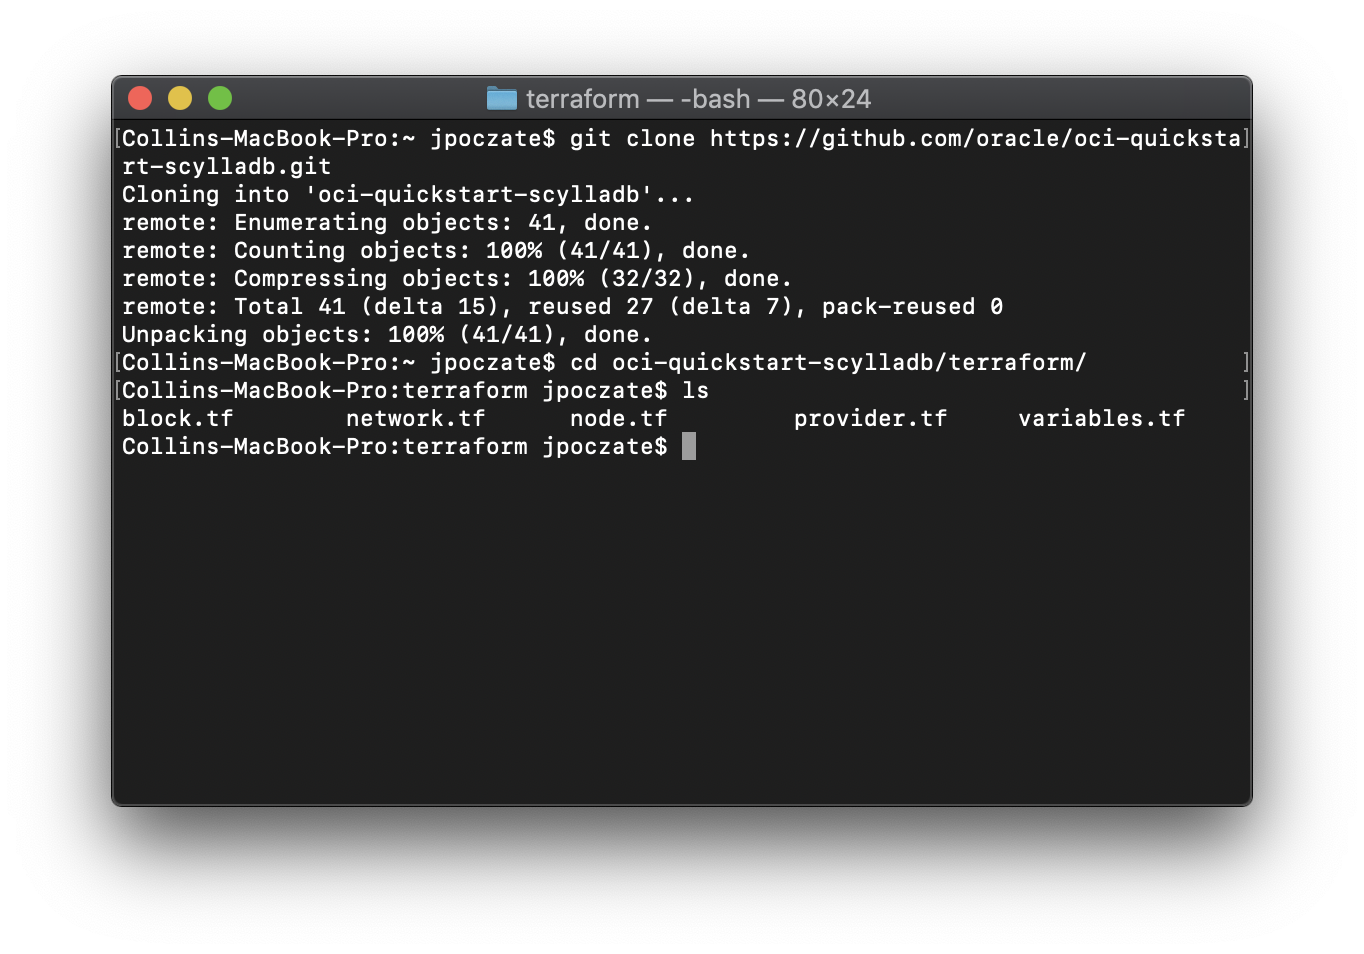 terraform — -bash — 80×24
[Collins-MacBook-Pro:~ jpoczate$ git clone https://github.com/oracle/oci-quicksta]
rt-scylladb.git
Cloning into 'oci-quickstart-scylladb'...
remote: Enumerating objects: 41, done.
remote: Counting objects: 100% (41/41), done.
remote: Compressing objects: 100% (32/32), done.
remote: Total 41 (delta 15), reused 27 (delta 7), pack-reused 0
Unpacking objects: 100% (41/41), done.
[Collins-MacBook-Pro:~ jpoczate$ cd oci-quickstart-scylladb/terraform/ ]
[Collins-MacBook-Pro:terraform jpoczate$ ls ]
block.tf network.tf node.tf provider.tf variables.tf
Collins-MacBook-Pro:terraform jpoczate$